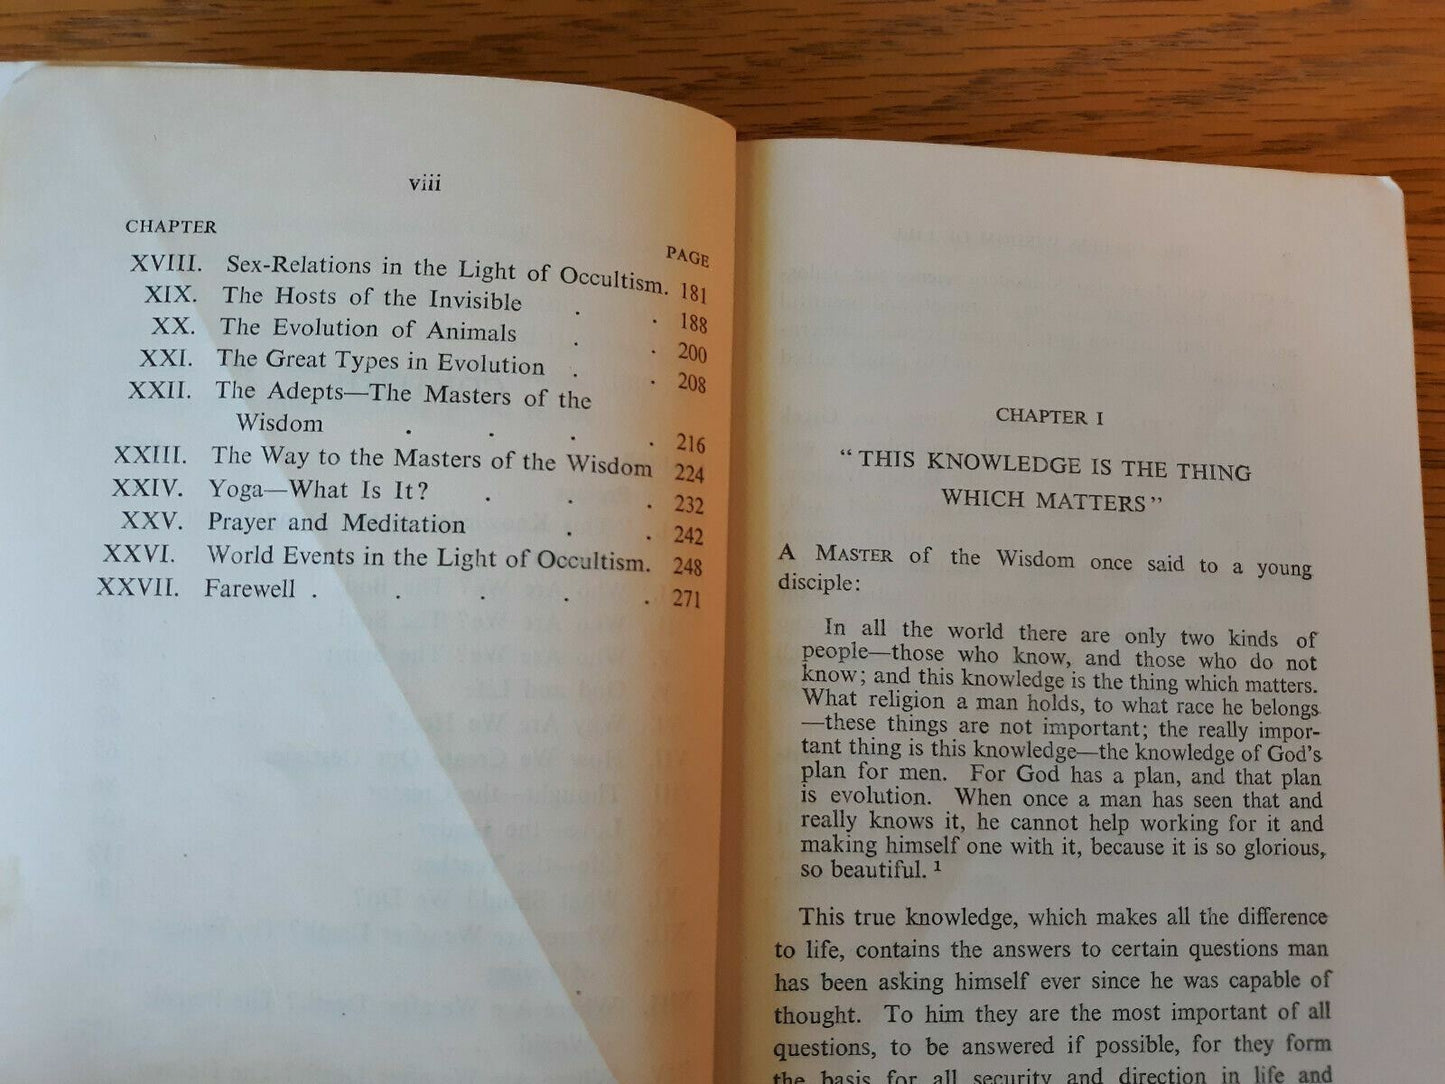 viii
CHAPTER
PAGE
XVIII. Sex-Relations in the Light of Occultism. 181
XIX. The Hosts of the Invisible . . 188
XX. The Evolution of Animals . . 200
XXI. The Great Types in Evolution . . 208
XXII. The Adepts—The Masters of the
Wisdom . . . . 216
XXIII. The Way to the Masters of the Wisdom 224
XXIV. Yoga—What Is It? . . . 232
XXV. Prayer and Meditation . . 242
XXVI. World Events in the Light of Occultism. 248
XXVII. Farewell . . . . . 271
CHAPTER I
"THIS KNOWLEDGE IS THE THING
WHICH MATTERS"
A MASTER of the Wisdom once said to a young
disciple:
In all the world there are only two kinds of
people—those who know, and those who do not
know; and this knowledge is the thing which matters.
What religion a man holds, to what race he belongs
—these things are not important; the really impor-
tant thing is this knowledge—the knowledge of God's
plan for men. For God has a plan, and that plan
is evolution. When once a man has seen that and
really knows it, he cannot help working for it and
making himself one with it, because it is so glorious,
so beautiful. ¹
This true knowledge, which makes all the difference
to life, contains the answers to certain questions man
has been asking himself ever since he was capable of
thought. To him they are the most important of all
questions, to be answered if possible, for they form
the basis for all security and direction in life and